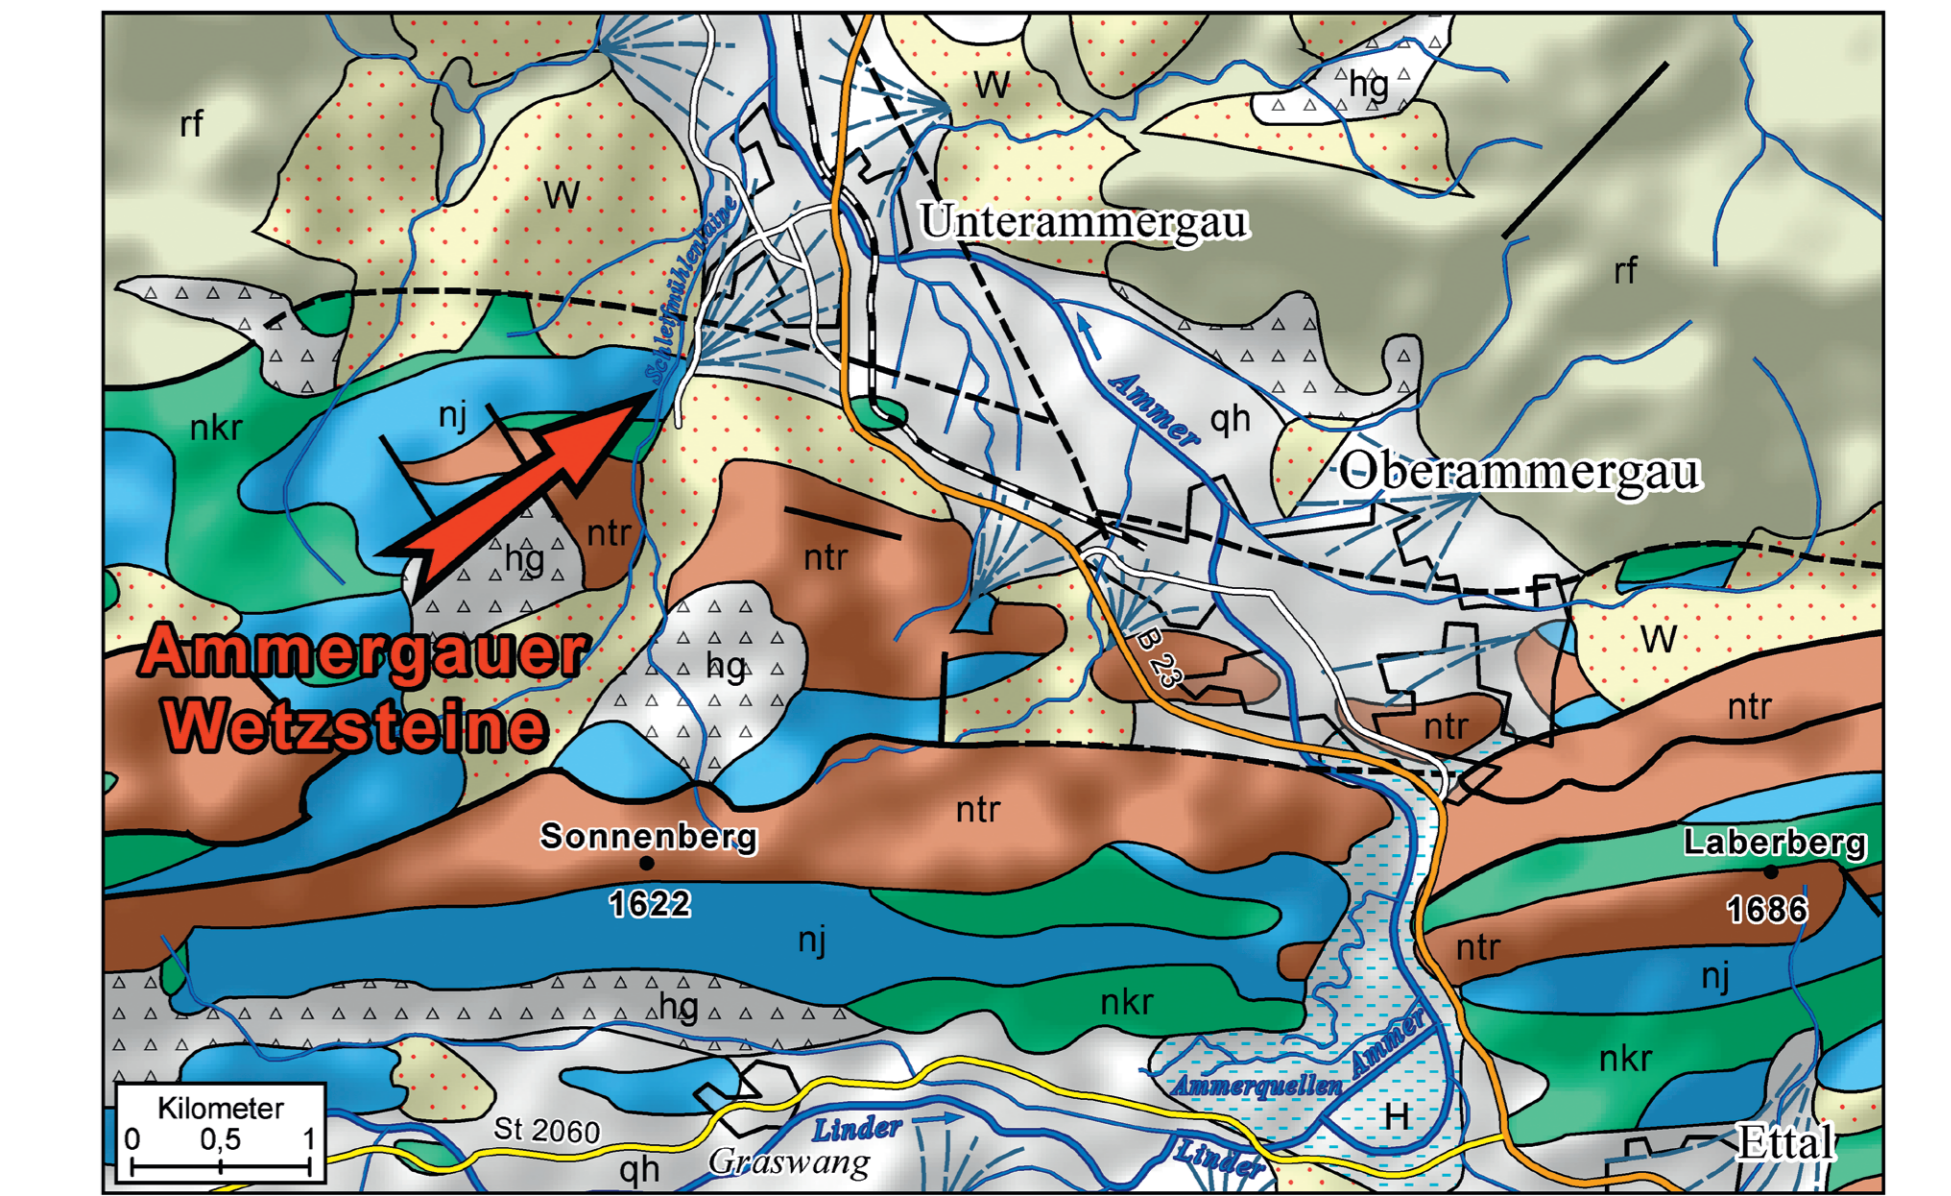 W
hg
rf
W
Unterammergau
Schleifmühlenlaine
rf
Ammer
nkr
nj
qh
Oberammergau
ntr
ntr
hg
hg
Ammergauer
Wetzsteine
B 23
W
ntr
ntr
ntr
Sonnenberg
1622
Laberberg
1686
nj
ntr
nj
hg
nkr
Ammer
Ammerquellen
nkr
H
Kilometer
0 0,5 1
St 2060
Linder
Graswang
qh
Linder
Ettal